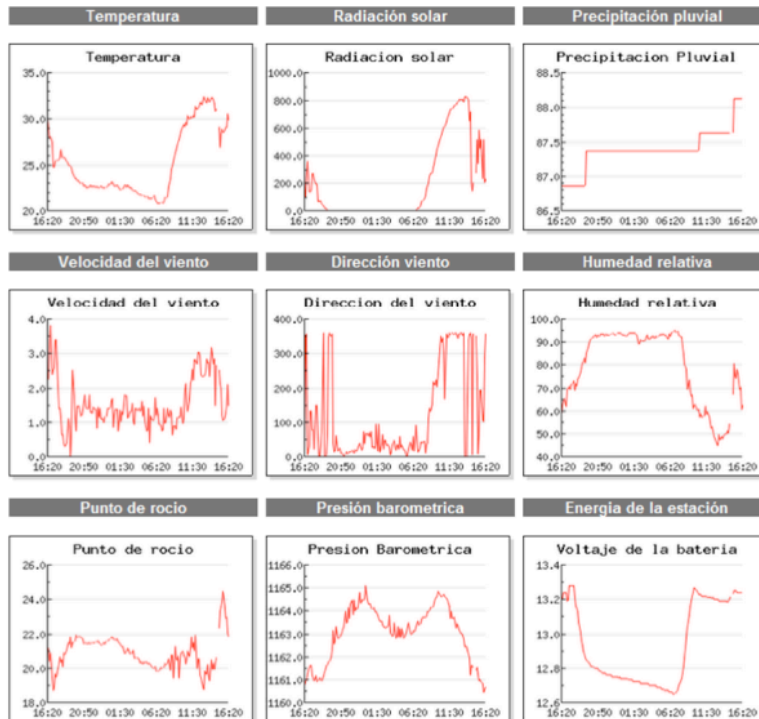 Temperatura Radiación solar Precipitación pluvial
Temperatura Radiacion solar Precipitacion Pluvial
35.0 1000.0 88.5
30.0 800.0 88.0
600.0 87.5
25.0 400.0 87.0
200.0
20.0 0.0 86.5
16:20 20:50 01:30 06:20 11:30 16:20 16:20 20:50 01:30 06:20 11:30 16:20 16:20 20:50 01:30 06:20 11:30 16:20
Velocidad del viento Dirección viento Humedad relativa
Velocidad del viento Direccion del viento Humedad relativa
4.0 400.0 100.0
90.0
3.0 300.0 80.0
2.0 200.0 70.0
60.0
1.0 100.0 50.0
0.0 0.0 40.0
16:20 20:50 01:30 06:20 11:30 16:20 16:20 20:50 01:30 06:20 11:30 16:20 16:20 20:50 01:30 06:20 11:30 16:20
Punto de rocio Presión barometrica Energia de la estación
Punto de rocio Presion Barometrica Voltaje de la bateria
26.0 1166.0 13.4
1165.0
24.0 1164.0 13.2
22.0 1163.0 13.0
1162.0
20.0 1161.0 12.8
18.0 1160.0 12.6
16:20 20:50 01:30 06:20 11:30 16:20 16:20 20:50 01:30 06:20 11:30 16:20 16:20 20:50 01:30 06:20 11:30 16:20